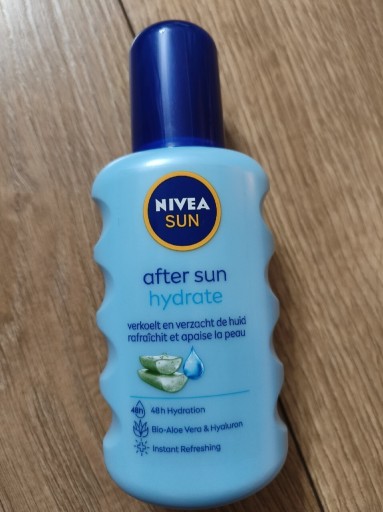 NIVEA
SUN
after sun
hydrate
verkoelt en verzacht de huid
rafraîchit et apaise la peau
48h
48h Hydration
Bio-Aloe Vera & Hyaluron
Instant Refreshing